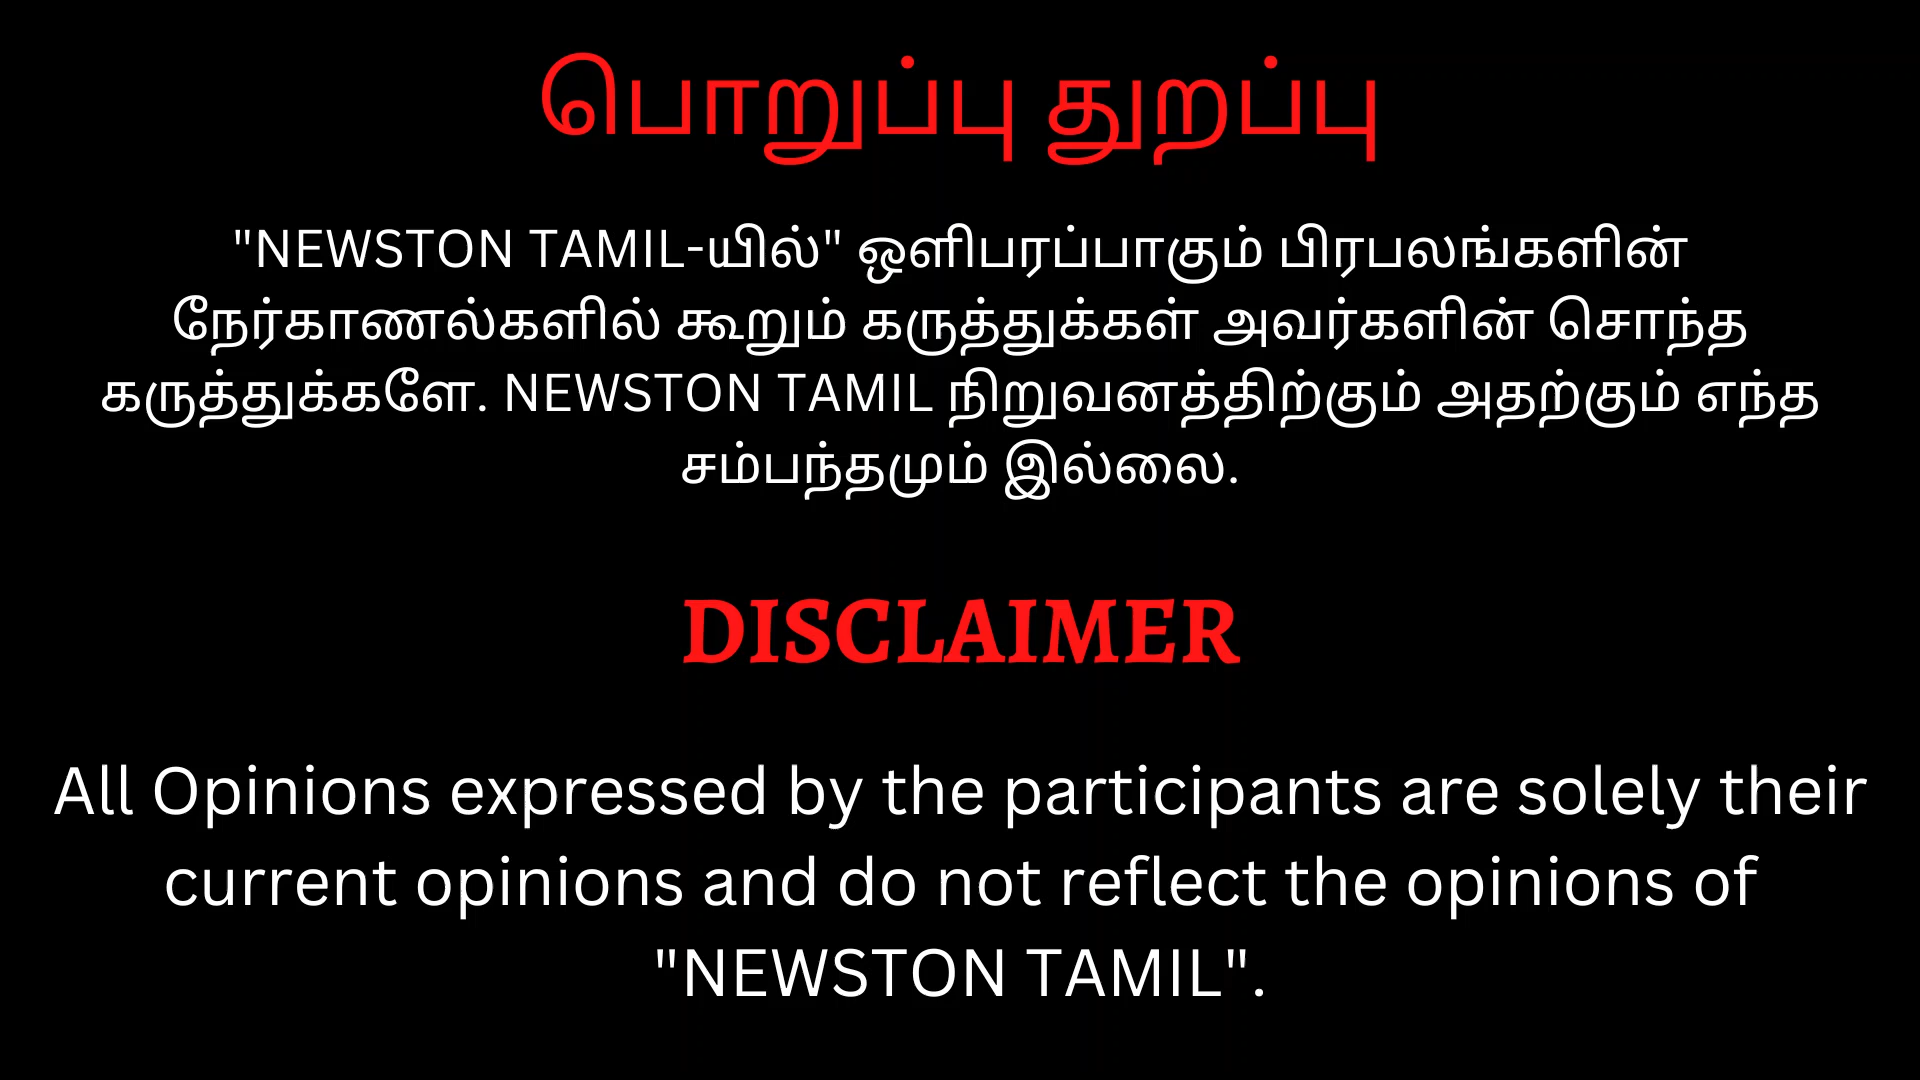 பொறுப்பு துறப்பு
"NEWSTON TAMIL-யில்" ஒளிபரப்பாகும் பிரபலங்களின்
நேர்காணல்களில் கூறும் கருத்துக்கள் அவர்களின் சொந்த
கருத்துக்களே. NEWSTON TAMIL நிறுவனத்திற்கும் அதற்கும் எந்த
சம்பந்தமும் இல்லை.
DISCLAIMER
All Opinions expressed by the participants are solely their
current opinions and do not reflect the opinions of
"NEWSTON TAMIL".